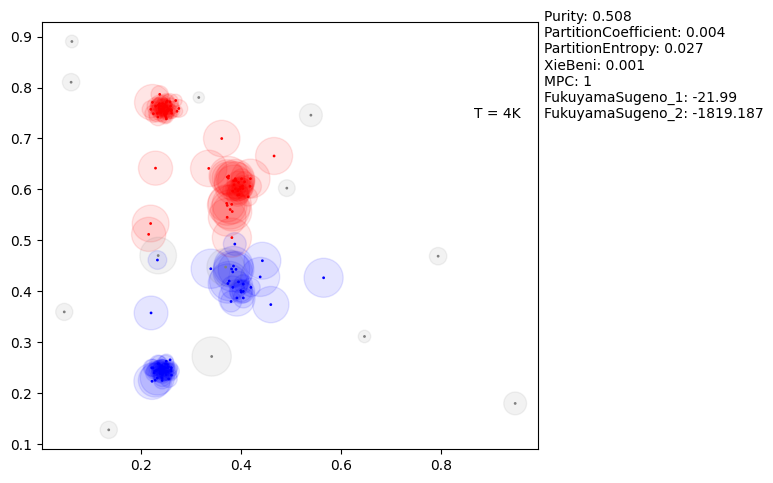 Purity: 0.508
PartitionCoefficient: 0.004
PartitionEntropy: 0.027
XieBeni: 0.001
MPC: 1
FukuyamaSugeno_1: -21.99
FukuyamaSugeno_2: -1819.187
T = 4K
0.9
0.8
0.7
0.6
0.5
0.4
0.3
0.2
0.1
0.2
0.4
0.6
0.8